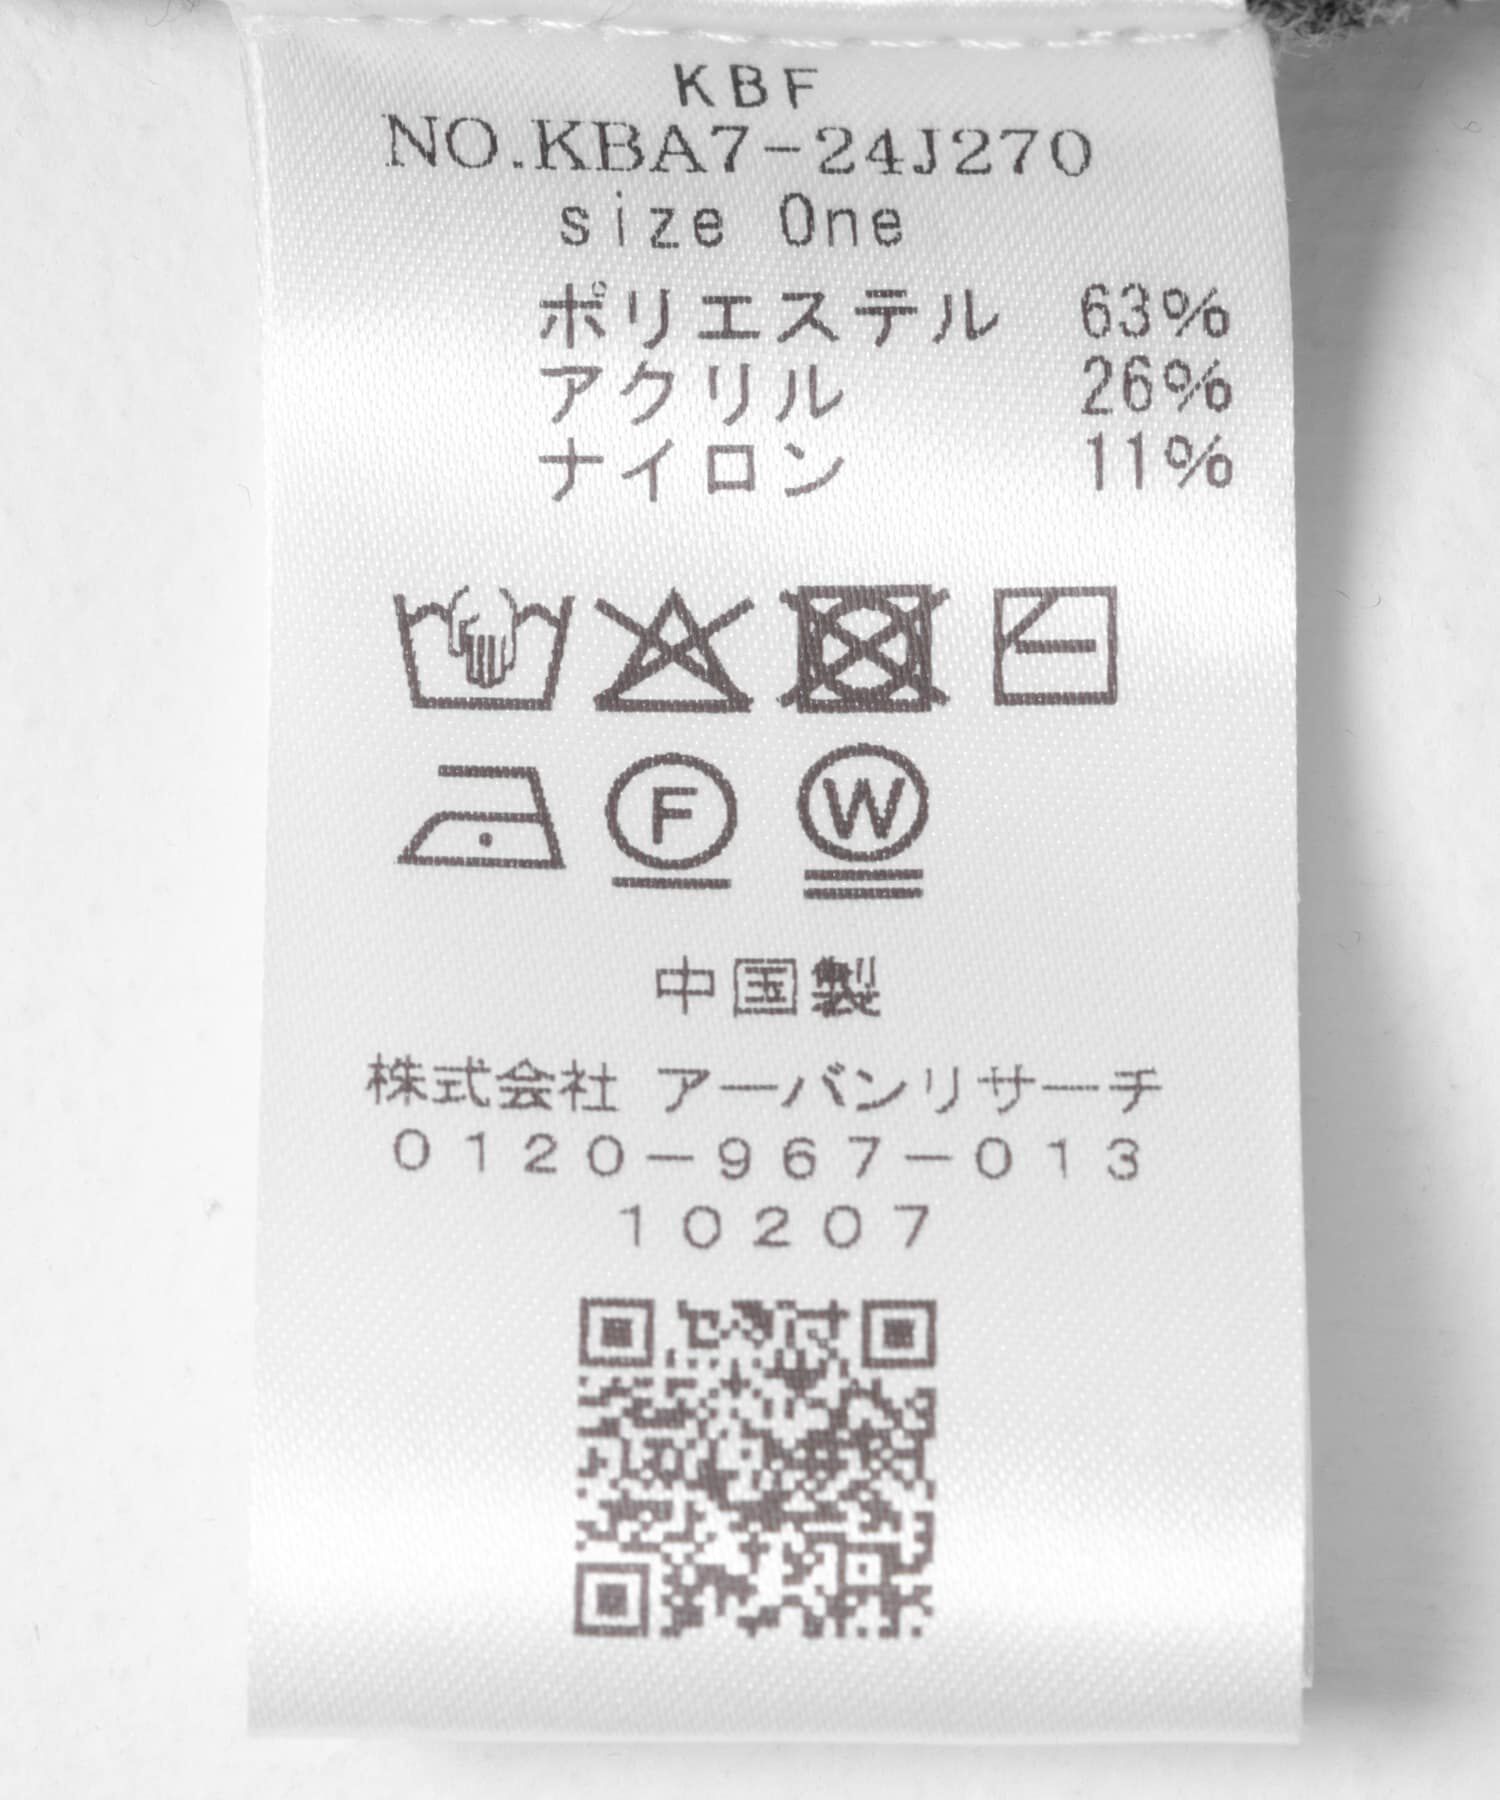 KBF
NO.KBA7-24J270
size One
ポリエステル 63%
アクリル 26%
ナイロン 11%
F W
中国製
株式会社 アーバンリサーチ
0120-967-013
10207